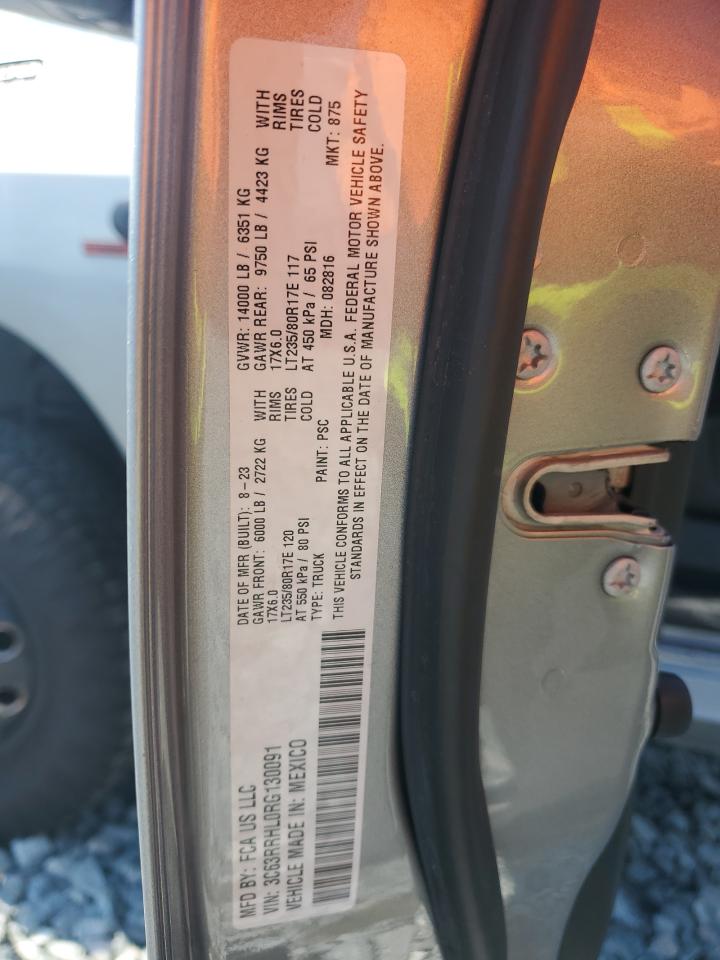 MFD BY: FCA US LLC
VIN: 3C63RRHL0RG130091
VEHICLE MADE IN: MEXICO
DATE OF MFR (BUILT): 8-23 GVWR: 14000 LB / 6351 KG
GAWR FRONT: 6000 LB / 2722 KG WITH GAWR REAR: 9750 LB / 4423 KG WITH
17X6.0 RIMS 17X6.0 RIMS
LT235/80R17E 120 TIRES LT235/80R17E 117 TIRES
AT 550 kPa / 80 PSI COLD AT 450 kPa / 65 PSI COLD
TYPE: TRUCK PAINT: PSC MDH: 082816 MKT: 875
THIS VEHICLE CONFORMS TO ALL APPLICABLE U.S.A. FEDERAL MOTOR VEHICLE SAFETY
STANDARDS IN EFFECT ON THE DATE OF MANUFACTURE SHOWN ABOVE.